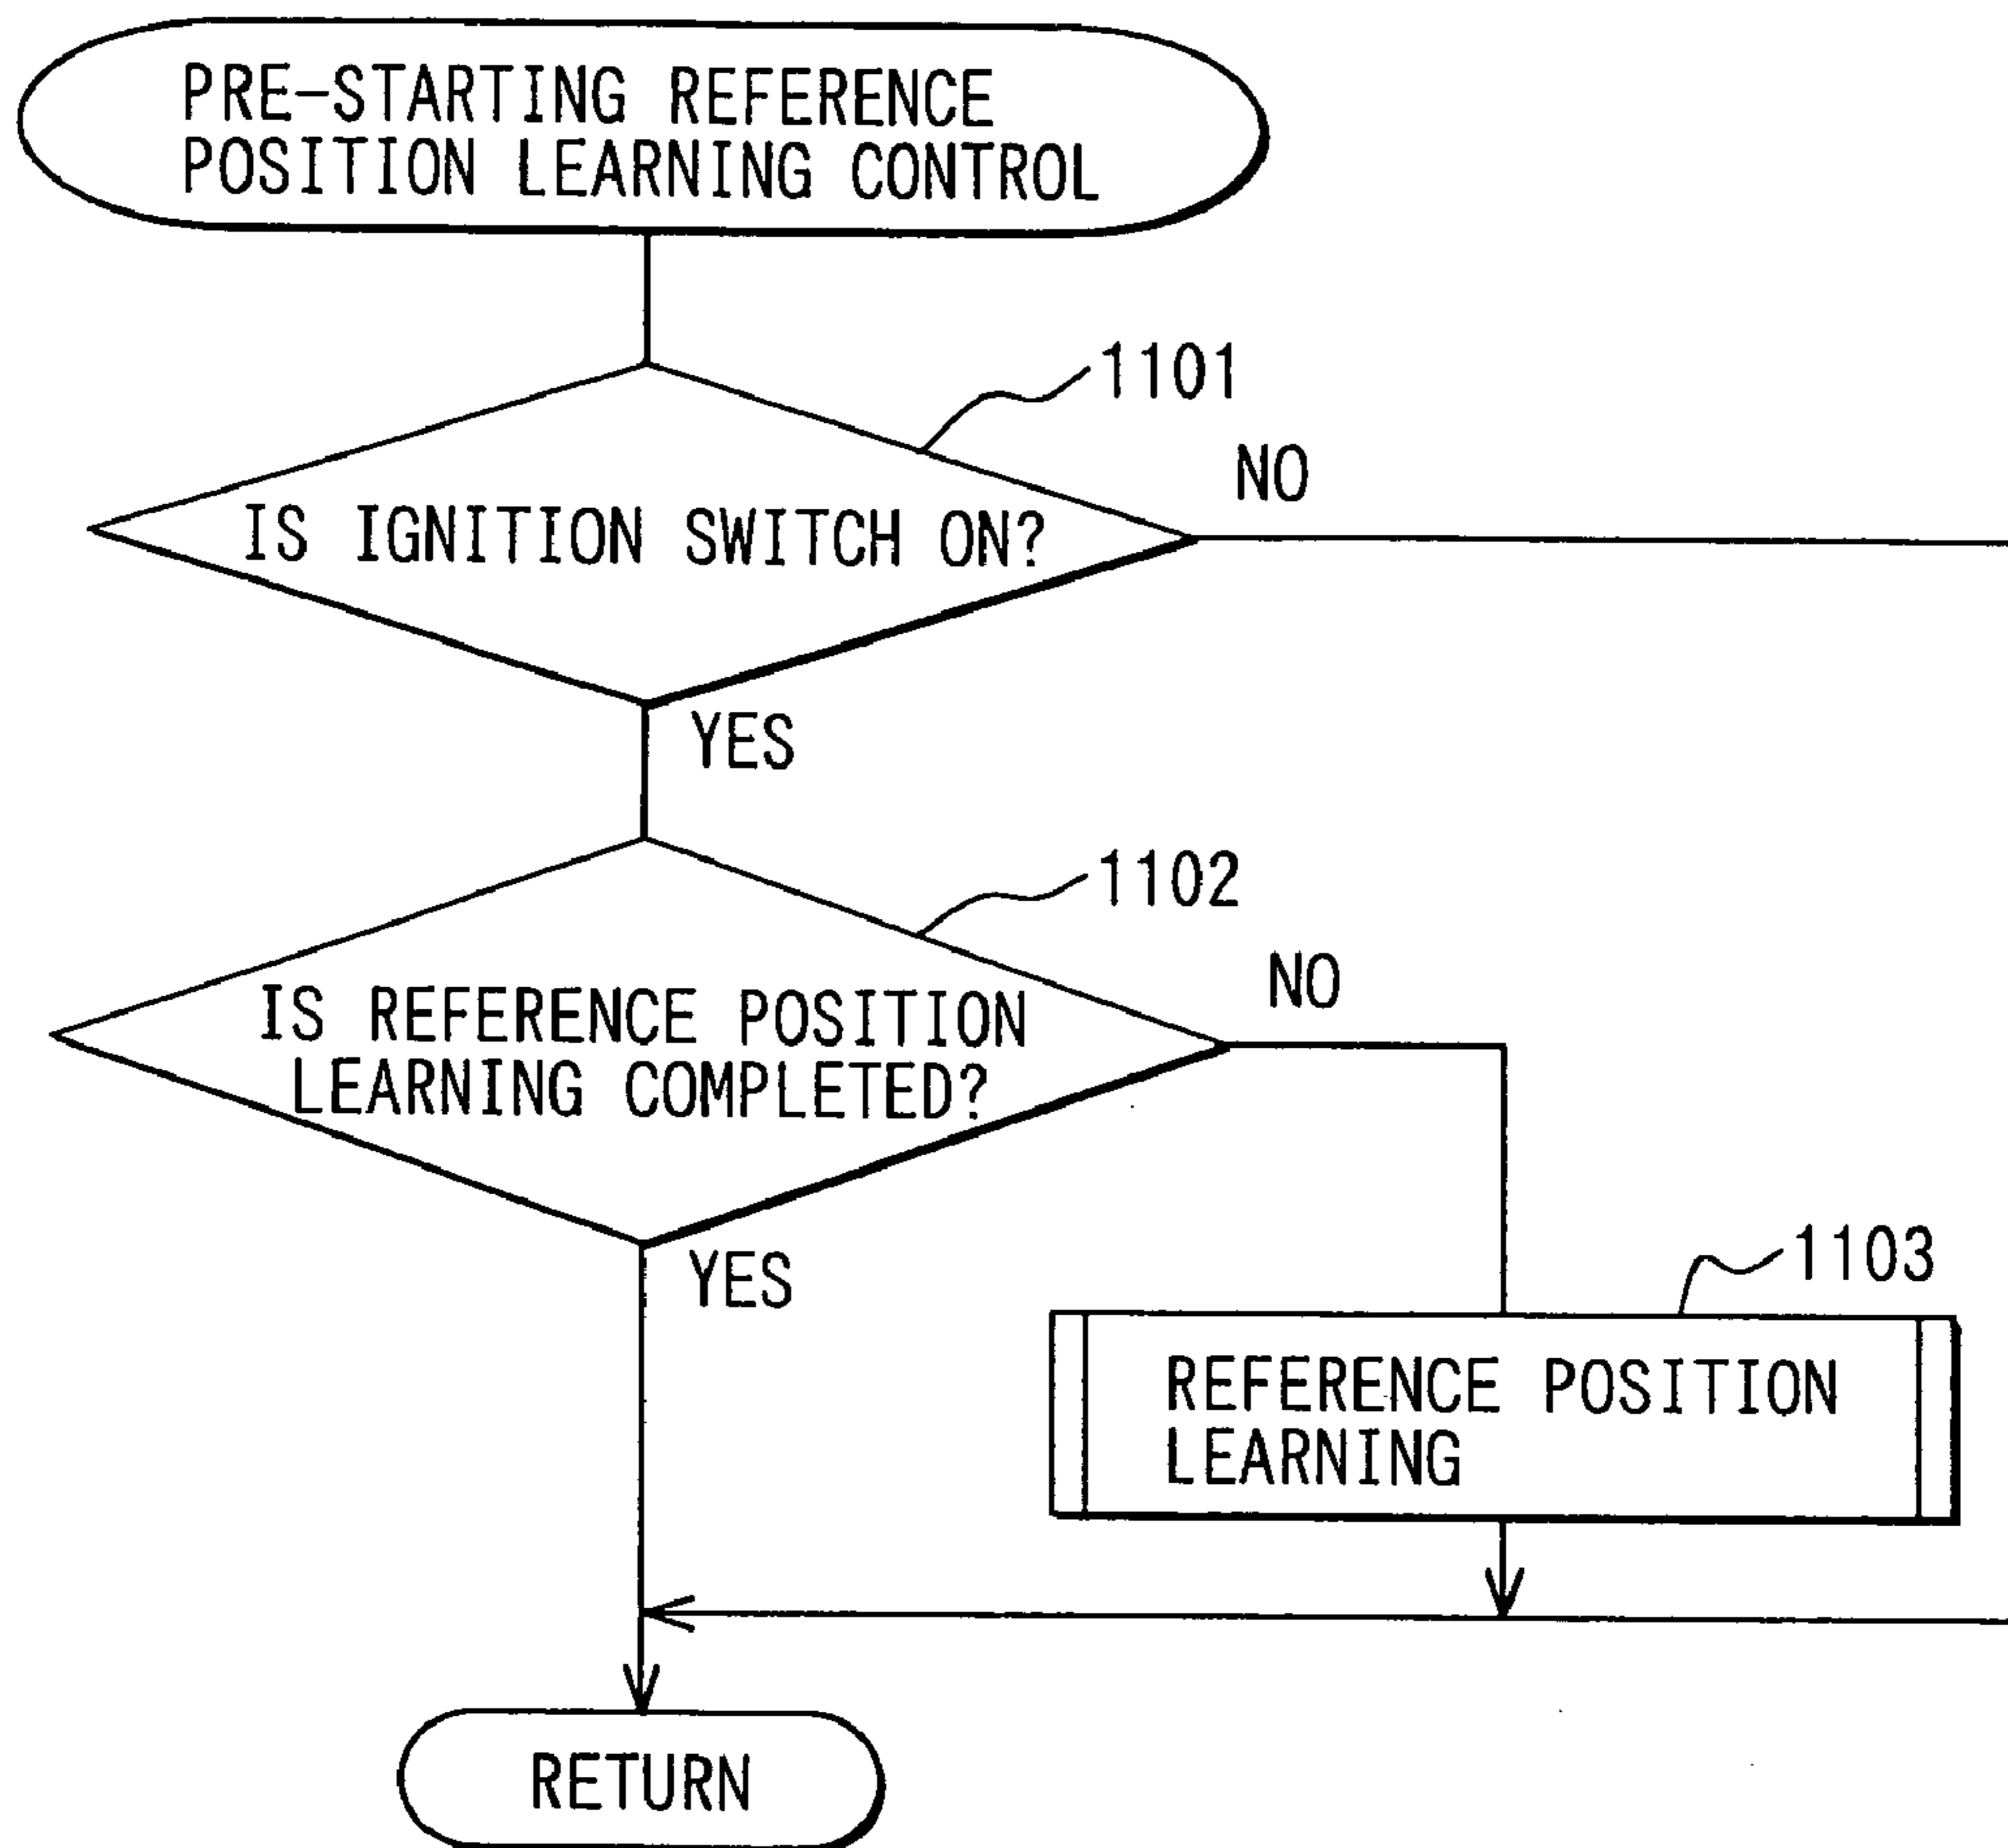 PRE-STARTING REFERENCE
POSITION LEARNING CONTROL
1101
NO
IS IGNITION SWITCH ON?
YES
1102
NO
IS REFERENCE POSITION
LEARNING COMPLETED?
YES
1103
REFERENCE POSITION
LEARNING
RETURN